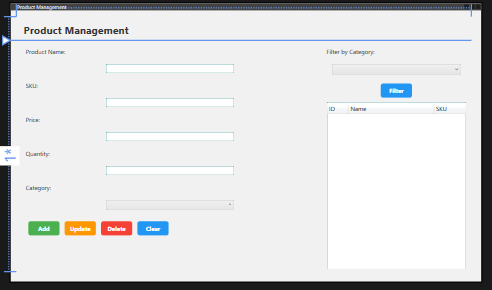 Product Management
Product Management
Product Name:
SKU:
Price:
Quantity:
Category:
Add Update Delete Clear
Filter by Category:
Filter
ID Name SKU